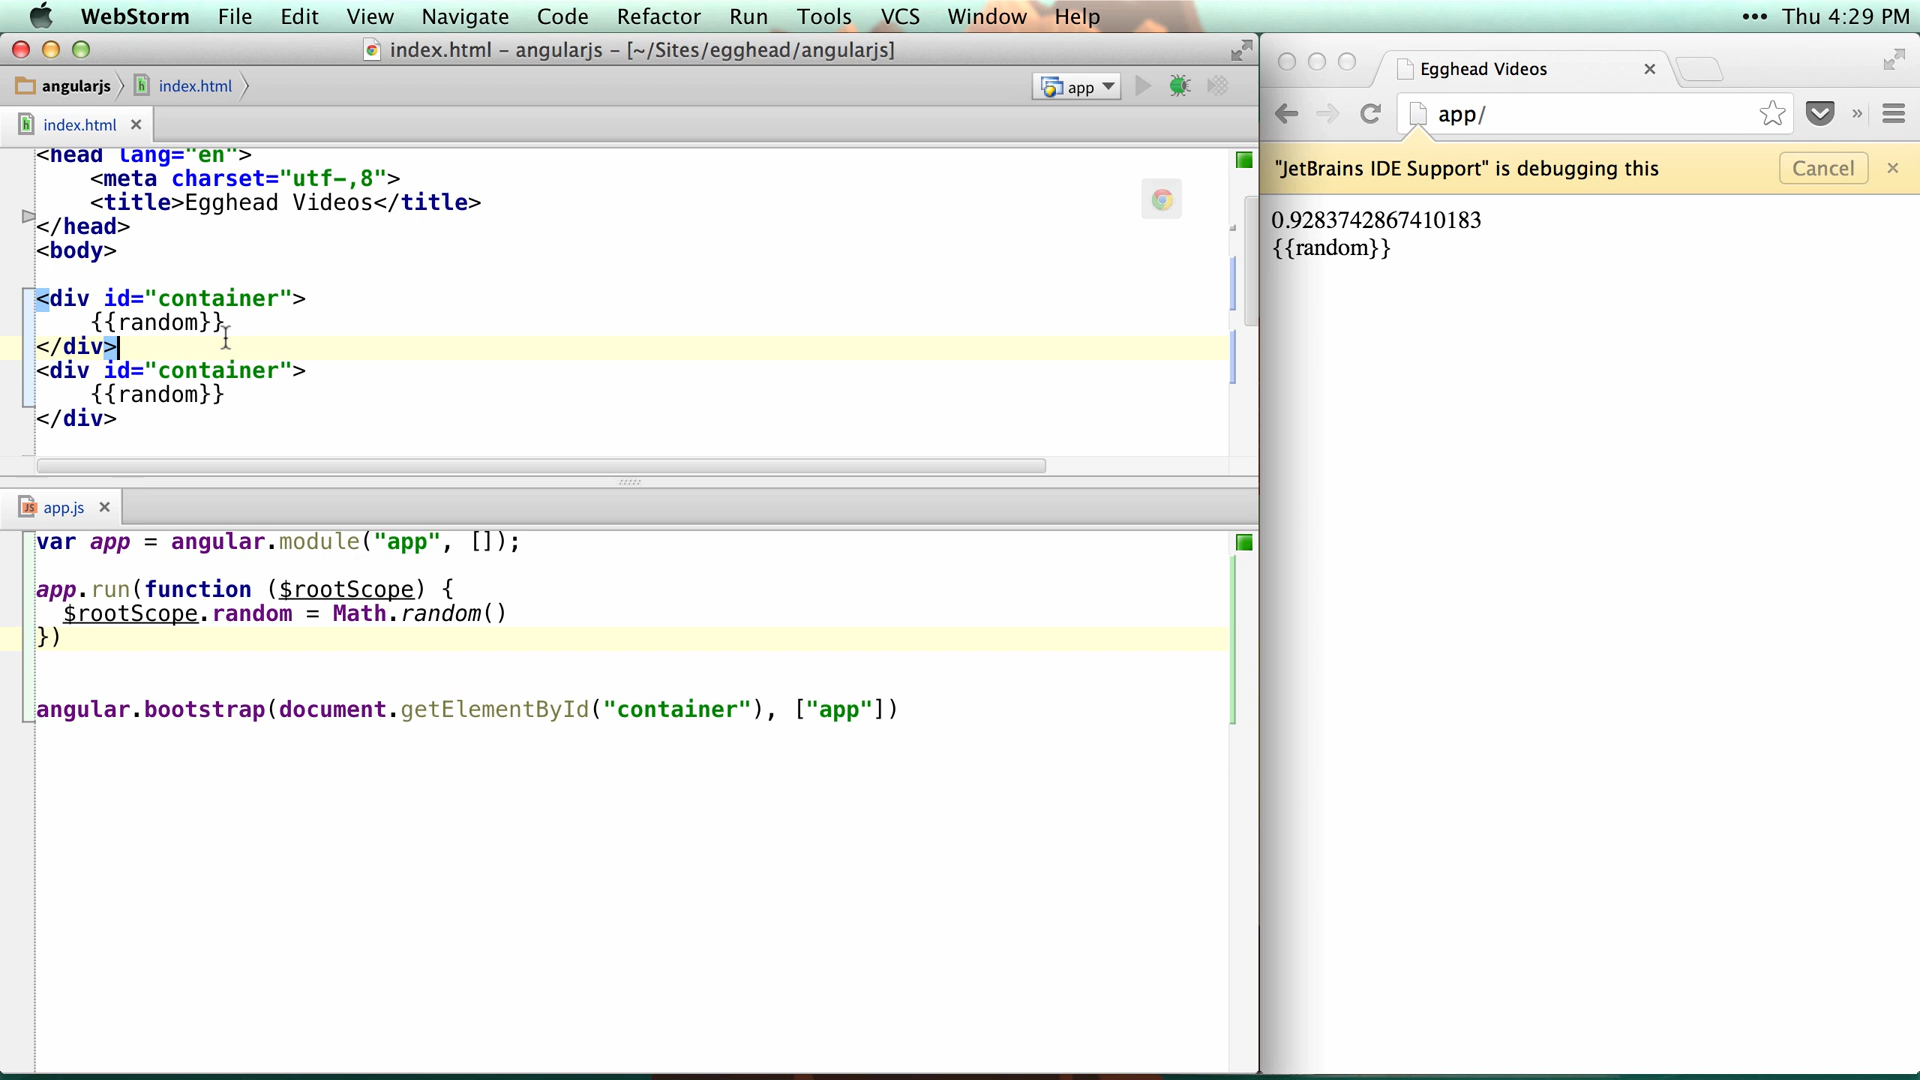 WebStorm File Edit View Navigate Code Refactor Run Tools VCS Window Help ••• Thu 4:29 PM
index.html – angularjs – [~/Sites/egghead/angularjs]
angularjs index.html app
index.html
<head lang="en">
<meta charset="utf-,8">
<title>Egghead Videos</title>
</head>
<body>
<div id="container">
{{random}}
</div>
<div id="container">
{{random}}
</div>
app.js
var app = angular.module("app", []);
app.run(function ($rootScope) {
$rootScope.random = Math.random()
})
angular.bootstrap(document.getElementById("container"), ["app"])
Egghead Videos
app/
"JetBrains IDE Support" is debugging this Cancel
0.9283742867410183
{{random}}